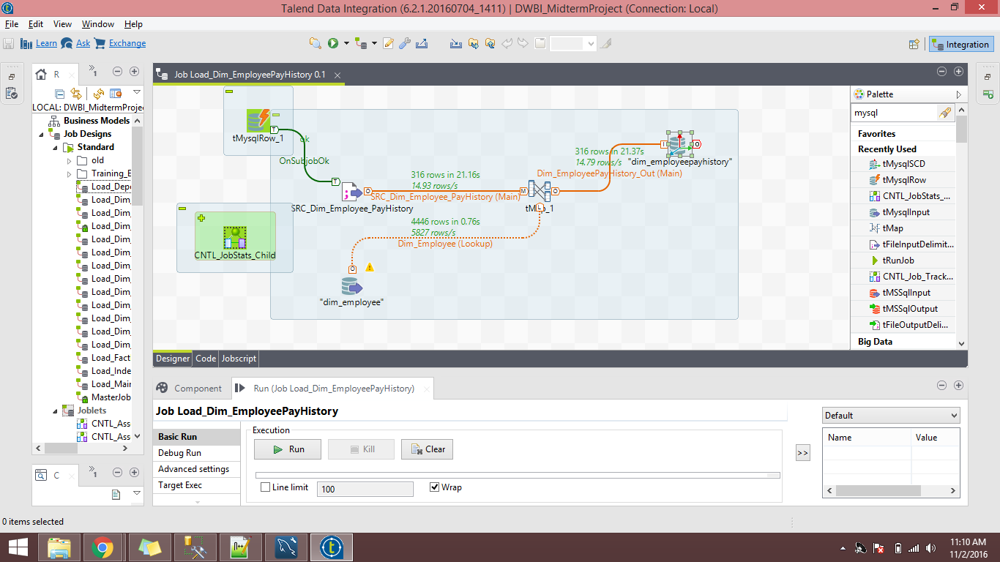 Talend Data Integration (6.2.1.20160704_1411) | DWBI_MidtermProject (Connection: Local)
File Edit View Window Help
Learn Ask Exchange
Integration
R
1
LOCAL: DWBI_MidtermProje
Business Models
Job Designs
Standard
old
Training_E
Load_Depe
Load_Dim_
Load_Dim_
Load_Dim_
Load_Dim_
Load_Dim_
Load_Dim_
Load_Dim_
Load_Dim_
Load_Dim_
Load_Dim_
Load_Dim_
Load_Dim_
Load_Fact
Load_Inde
Load_Mair
MasterJob
Joblets
CNTL_Ass
CNTL_Ass
C
1
0 items selected
Job Load_Dim_EmployeePayHistory 0.1
T
tMysqlRow_1
ok
OnSubjobOk
T
O
SRC_Dim_Employee_PayHistory
316 rows in 21.16s
14.93 rows/s
SRC_Dim_Employee_PayHistory (Main)
M
O
316 rows in 21.37s
14.79 rows/s
Dim_EmployeePayHistory_Out (Main)
I
O
"dim_employeepayhistory"
4446 rows in 0.76s
5827 rows/s
Dim_Employee (Lookup)
O
"dim_employee"
CNTL_JobStats_Child
Designer Code Jobscript
Palette
mysql
Favorites
Recently Used
tMysqlSCD
tMysqlRow
CNTL_JobStats_...
tMysqlInput
tMap
tFileInputDelimit...
tRunJob
CNTL_Job_Track...
tMSSqlInput
tMSSqlOutput
tFileOutputDeli...
Big Data
Component
Run (Job Load_Dim_EmployeePayHistory)
Job Load_Dim_EmployeePayHistory
Basic Run
Debug Run
Advanced settings
Target Exec
Execution
Run
Kill
Clear
Line limit
100
Wrap
>>
Default
Name Value
11:10 AM
11/2/2016